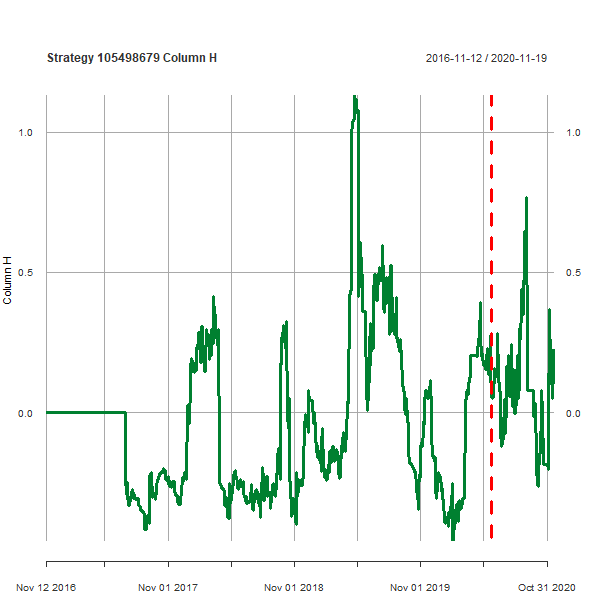 Strategy 105498679 Column H
2016-11-12 / 2020-11-19
1.0
1.0
0.5
0.5
Column H
0.0
0.0
Nov 12 2016
Nov 01 2017
Nov 01 2018
Nov 01 2019
Oct 31 2020